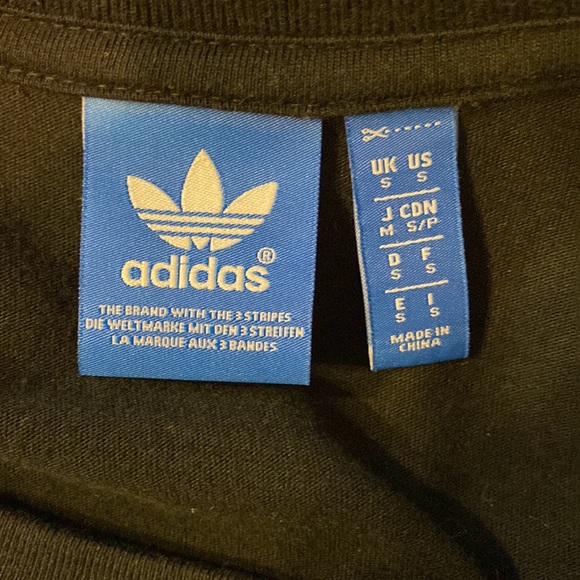 adidas®
THE BRAND WITH THE 3 STRIPES
DIE WELTMARKE MIT DEN 3 STREIFEN
LA MARQUE AUX 3 BANDES
UK US
S S
J CDN
M S/P
D F
S S
E I
S S
MADE IN
CHINA